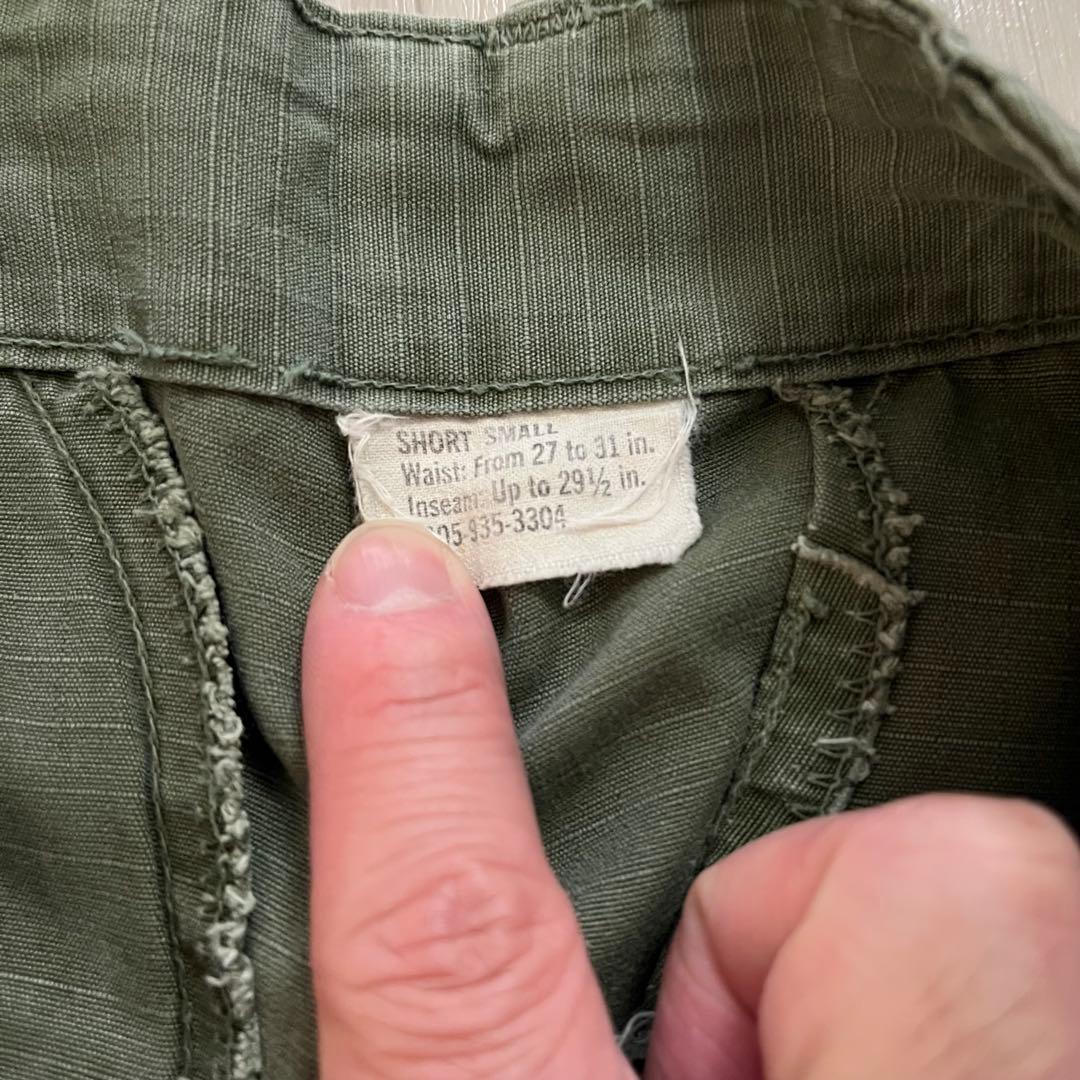 SHORT SMALL
Waist: From 27 to 31 in.
Inseam: Up to 29½ in.
05-935-3304